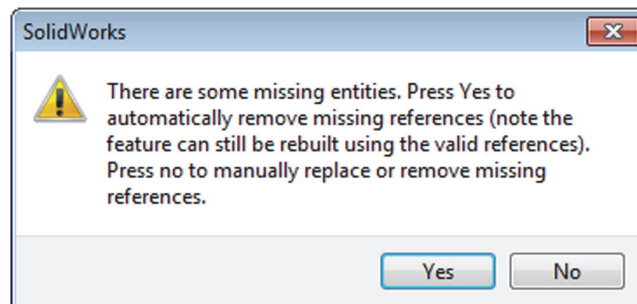 SolidWorks
There are some missing entities. Press Yes to
automatically remove missing references (note the
feature can still be rebuilt using the valid references).
Press no to manually replace or remove missing
references.
Yes
No